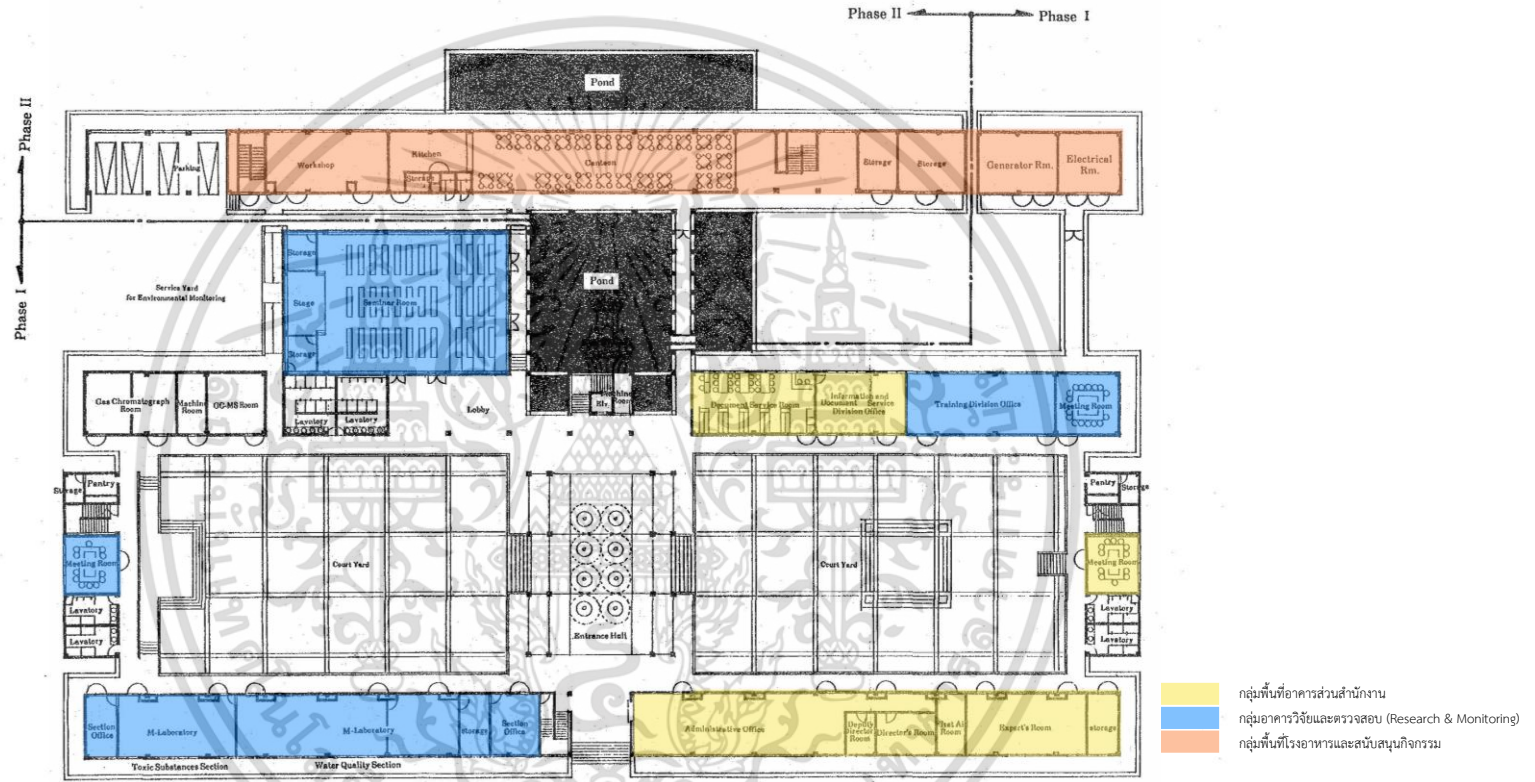 Phase II
Phase I
Pond
Phase II
Phase I
Parking
Workshop
Kitchen
Storage
Canteen
Storage
Storage
Generator Rm.
Electrical
Rm.
Service Yard
for Environmental Monitoring
Storage
Stage
Seminar Room
Storage
Pond
Gas Chromatograph
Room
Machine
Room
GC-MS Room
Lavatory
Lavatory
Lobby
Elv.
Machine
Room
Document Service Room
Information and
Document Service
Division Office
Training Division Office
Meeting Room
Storage
Pantry
Meeting Room
Lavatory
Lavatory
Court Yard
Entrance Hall
Court Yard
Pantry
Storage
Meeting Room
Lavatory
Lavatory
Section
Office
M-Laboratory
M-Laboratory
Storage
Section
Office
Toxic Substances Section
Water Quality Section
Administrative Office
Deputy
Director
Room
Director's Room
Room
Expert's Room
Storage
กลุ่มพื้นที่อาคารส่วนสำนักงาน
กลุ่มอาคารวิจัยและตรวจสอบ (Research & Monitoring)
กลุ่มพื้นที่โรงอาหารและสนับสนุนกิจกรรม